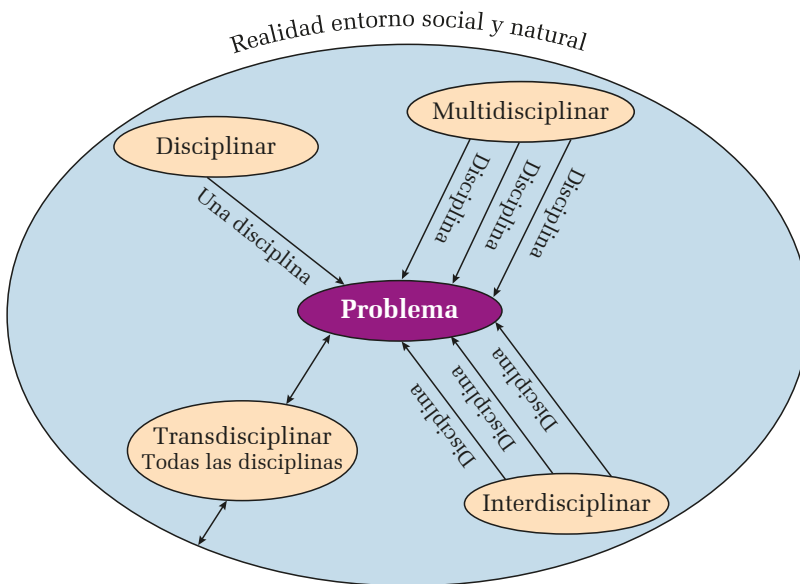 Realidad entorno social y natural
Multidisciplinar
Disciplinar
Disciplina
Disciplina
Disciplina
Una disciplina
Problema
Disciplina
Disciplina
Disciplina
Transdisciplinar
Todas las disciplinas
Interdisciplinar